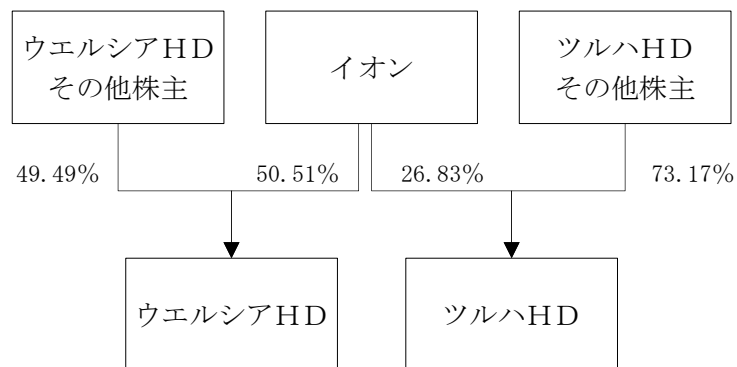 ウエルシアＨＤ
その他株主
イオン
ツルハＨＤ
その他株主
49.49%
50.51%
26.83%
73.17%
ウエルシアＨＤ
ツルハＨＤ